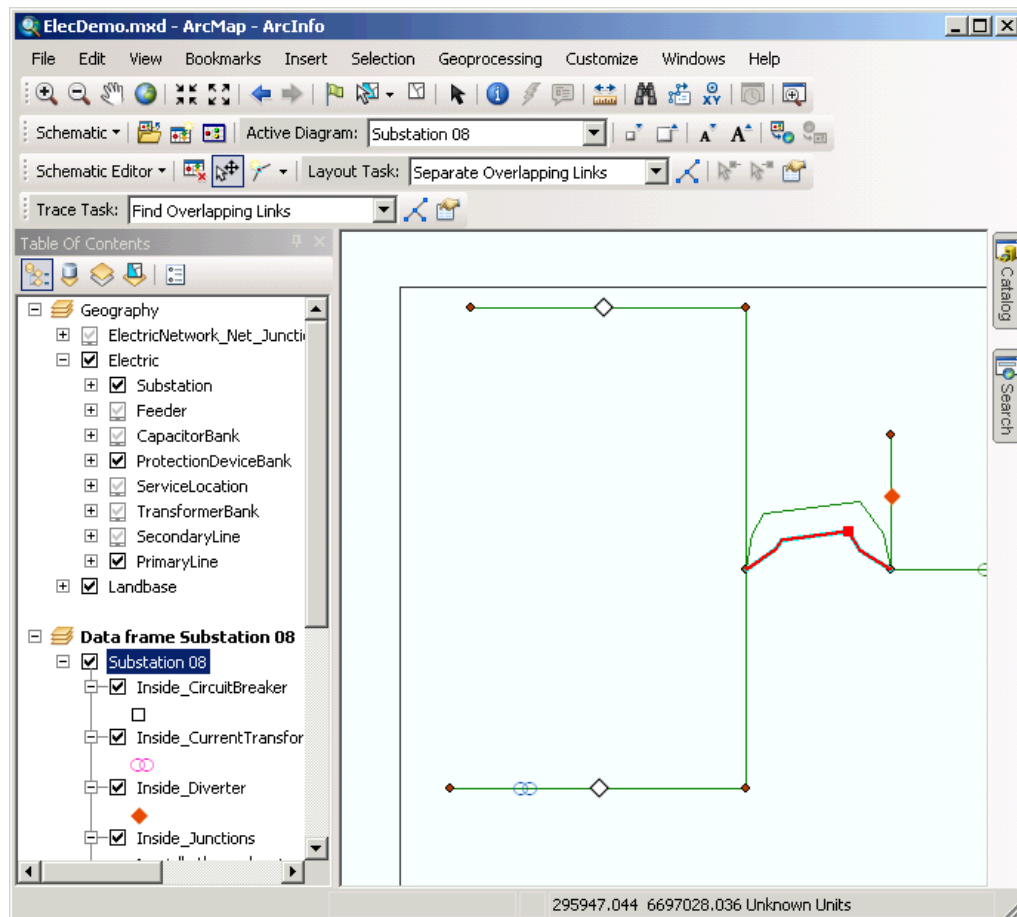 ElecDemo.mxd - ArcMap - ArcInfo
File Edit View Bookmarks Insert Selection Geoprocessing Customize Windows Help
Schematic Active Diagram: Substation 08
Schematic Editor Layout Task: Separate Overlapping Links
Trace Task: Find Overlapping Links
Table Of Contents
Geography
ElectricNetwork_Net_Juncti
Electric
Substation
Feeder
CapacitorBank
ProtectionDeviceBank
ServiceLocation
TransformerBank
SecondaryLine
PrimaryLine
Landbase
Data frame Substation 08
Substation 08
Inside_CircuitBreaker
Inside_CurrentTransfor
Inside_Diverter
Inside_Junctions
Catalog
Search
295947.044 6697028.036 Unknown Units